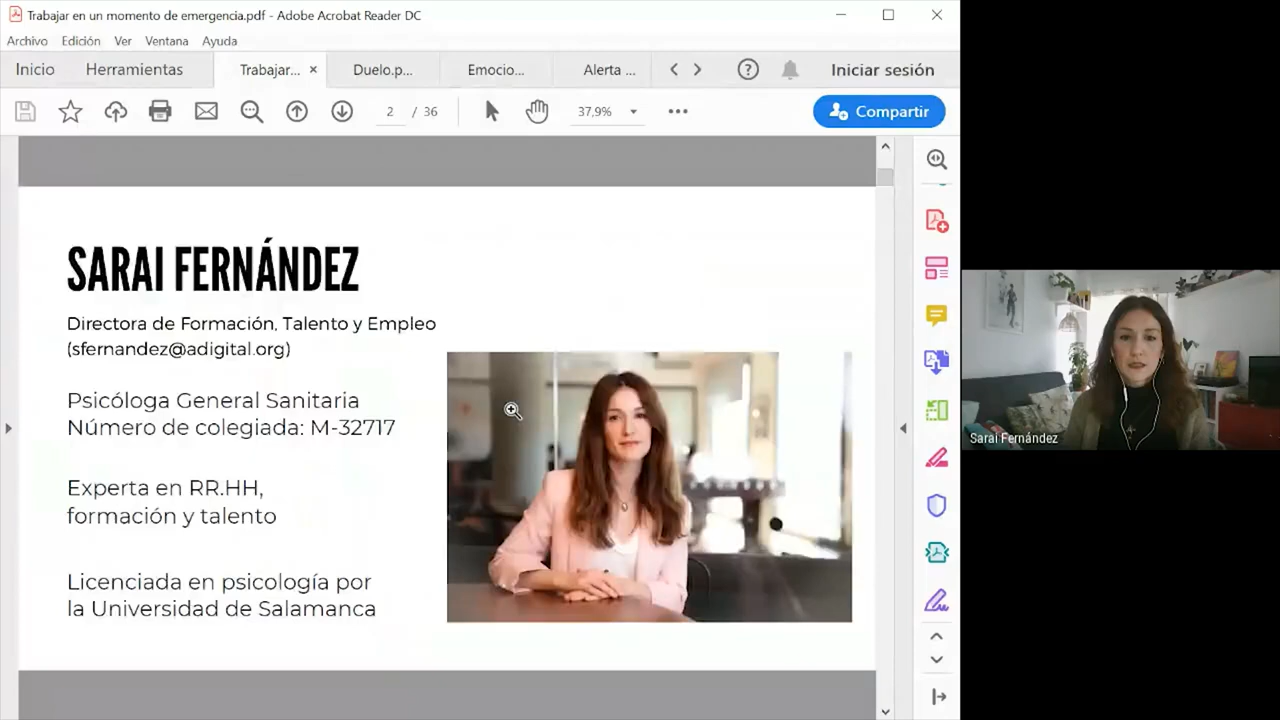 Trabajar en un momento de emergencia.pdf - Adobe Acrobat Reader DC
Archivo Edición Ver Ventana Ayuda
Inicio Herramientas Trabajar... × Duelo.p... Emocio... Alerta ... Iniciar sesión
2 / 36 37,9% Compartir
SARAI FERNÁNDEZ
Directora de Formación, Talento y Empleo
(sfernandez@adigital.org)
Psicóloga General Sanitaria
Número de colegiada: M-32717
Experta en RR.HH,
formación y talento
Licenciada en psicología por
la Universidad de Salamanca
Sarai Fernández